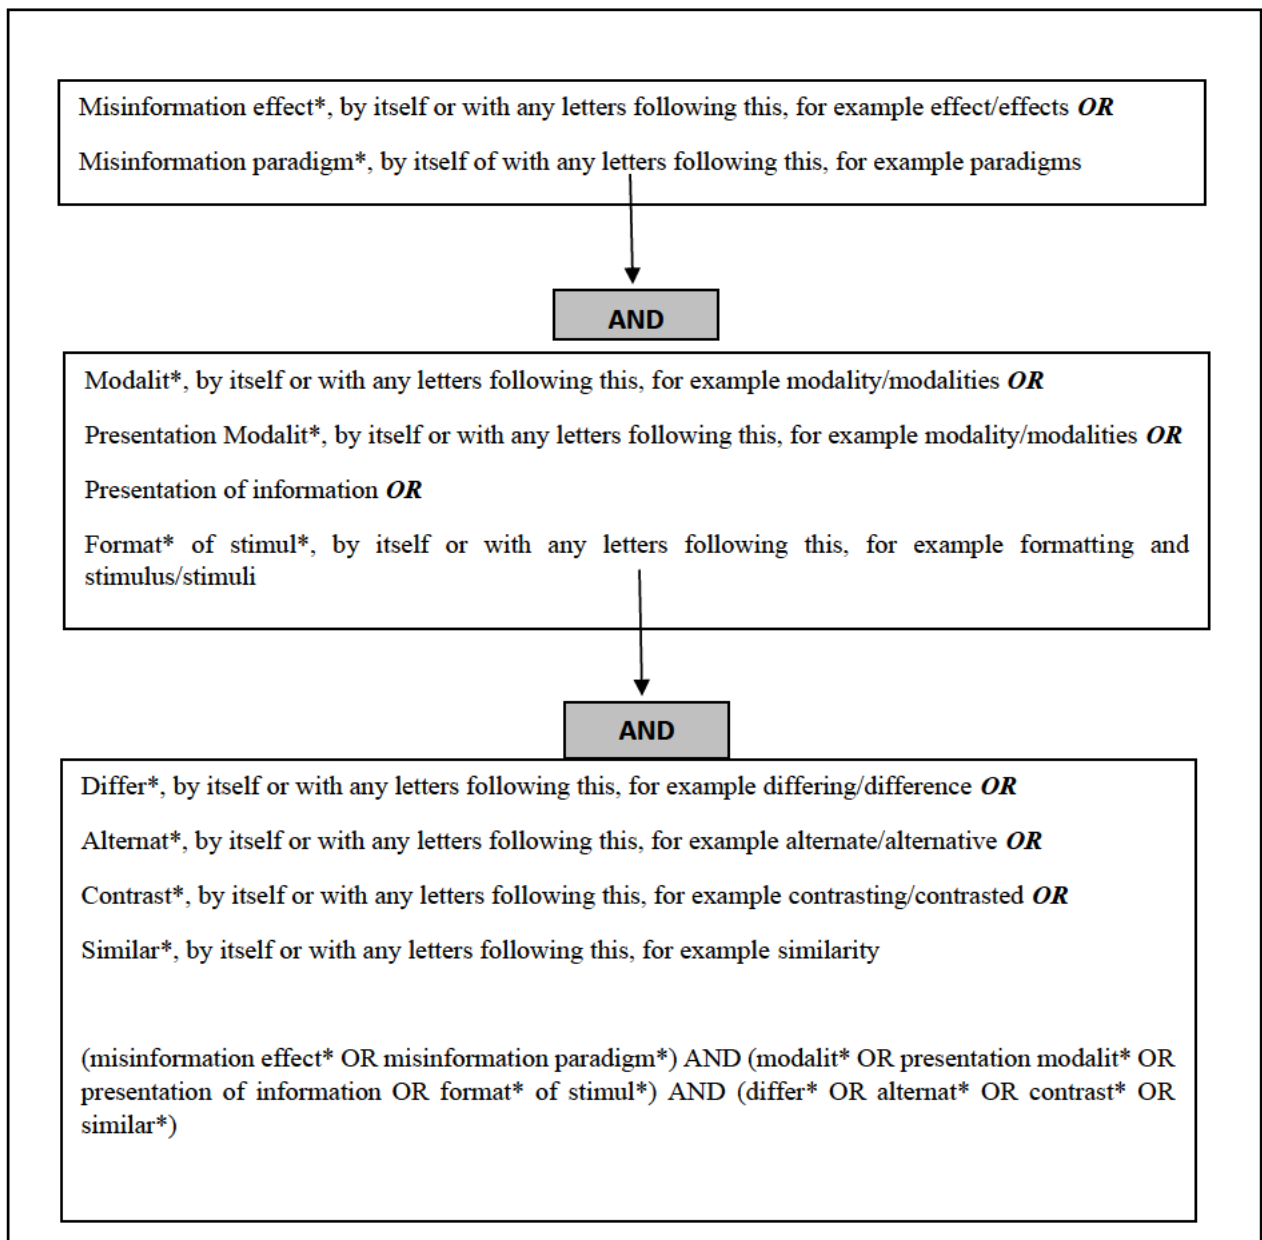 Misinformation effect*, by itself or with any letters following this, for example effect/effects OR
Misinformation paradigm*, by itself of with any letters following this, for example paradigms
AND
Modalit*, by itself or with any letters following this, for example modality/modalities OR
Presentation Modalit*, by itself or with any letters following this, for example modality/modalities OR
Presentation of information OR
Format* of stimul*, by itself or with any letters following this, for example formatting and
stimulus/stimuli
AND
Differ*, by itself or with any letters following this, for example differing/difference OR
Alternat*, by itself or with any letters following this, for example alternate/alternative OR
Contrast*, by itself or with any letters following this, for example contrasting/contrasted OR
Similar*, by itself or with any letters following this, for example similarity
(misinformation effect* OR misinformation paradigm*) AND (modalit* OR presentation modalit* OR
presentation of information OR format* of stimul*) AND (differ* OR alternat* OR contrast* OR
similar*)